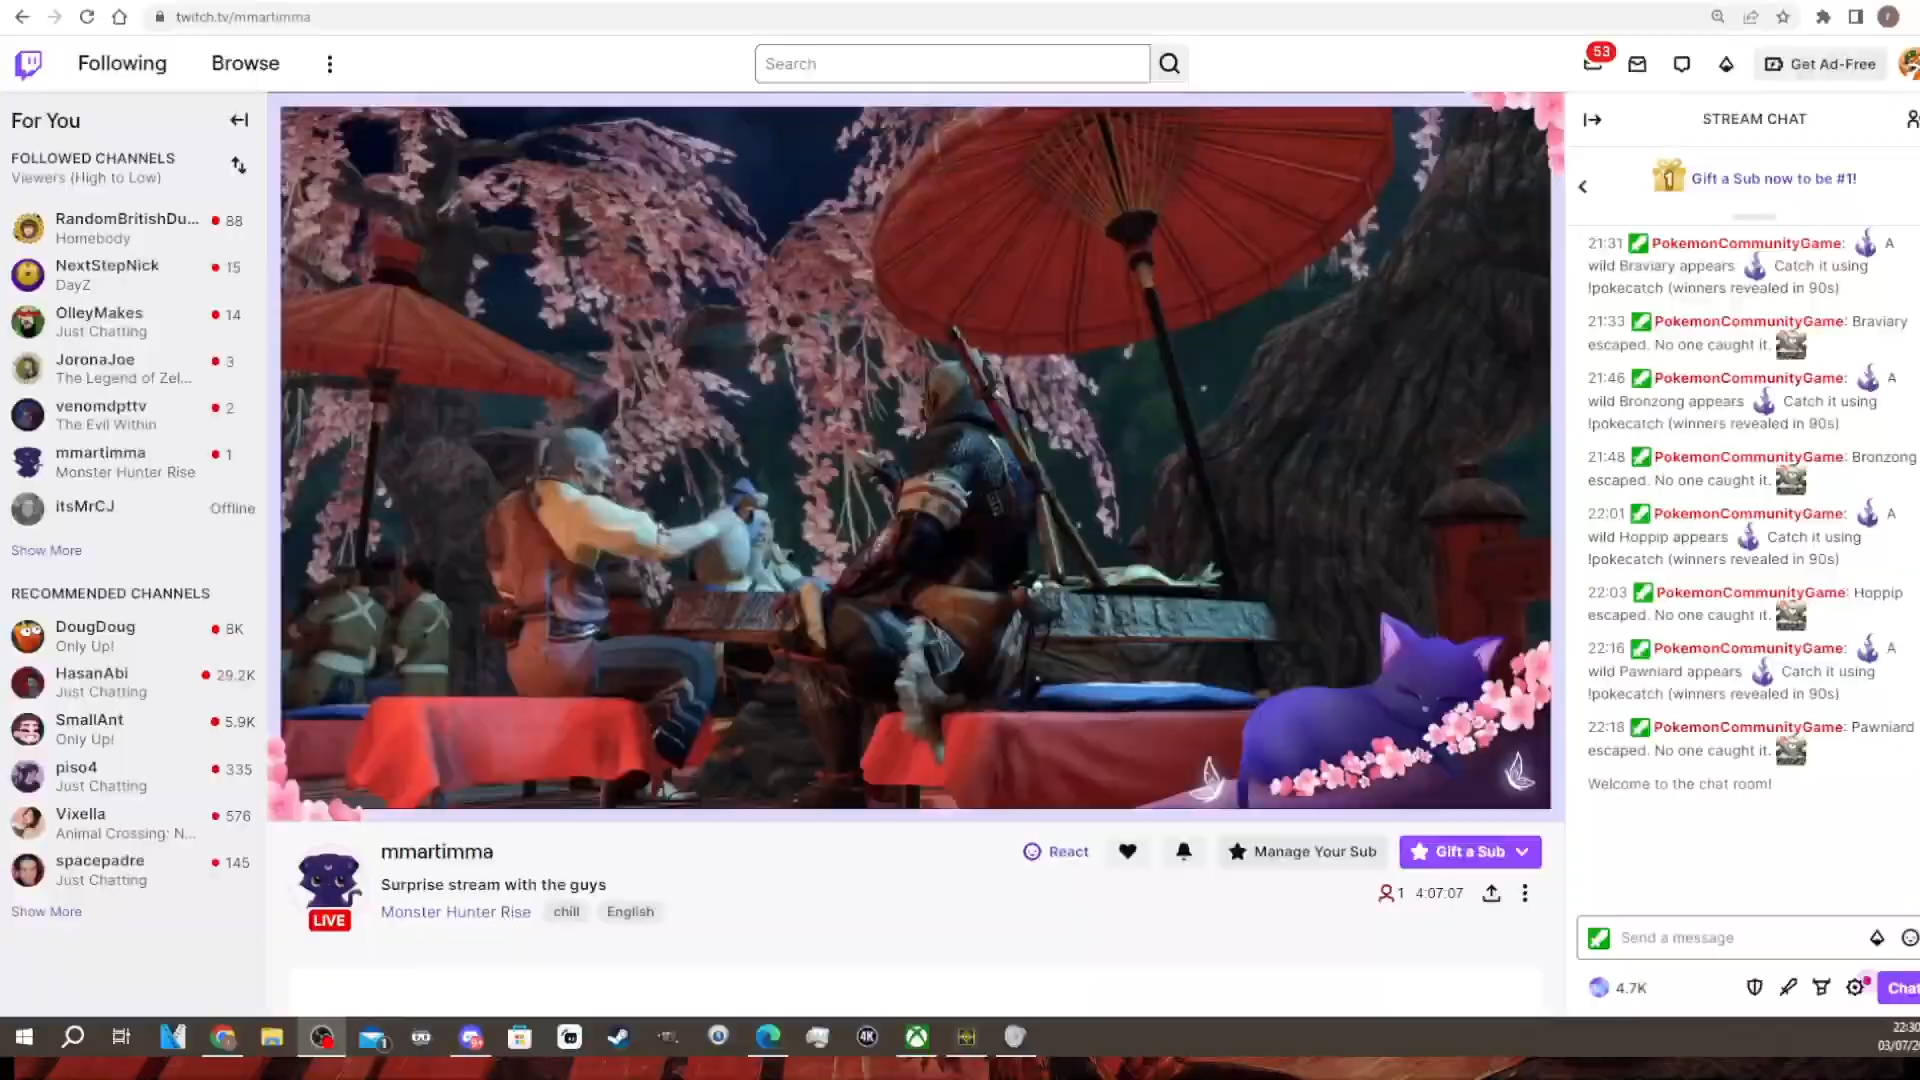 twitch.tv/mmartimma
Following
Browse
Search
53
Get Ad-Free
For You
FOLLOWED CHANNELS
Viewers (High to Low)
RandomBritishDu... 88
Homebody
NextStepNick 15
DayZ
OlleyMakes 14
Just Chatting
JoronaJoe 3
The Legend of Zel...
venomdpttv 2
The Evil Within
mmartimma 1
Monster Hunter Rise
itsMrCJ Offline
Show More
RECOMMENDED CHANNELS
DougDoug 8K
Only Up!
HasanAbi 29.2K
Just Chatting
SmallAnt 5.9K
Only Up!
piso4 335
Just Chatting
Vixella 576
Animal Crossing: N...
spacepadre 145
Just Chatting
Show More
mmartimma
React
Manage Your Sub
Gift a Sub
Surprise stream with the guys
1 4:07:07
Monster Hunter Rise chill English
LIVE
STREAM CHAT
1
Gift a Sub now to be #1!
21:31 PokemonCommunityGame: A
wild Braviary appears Catch it using
!pokecatch (winners revealed in 90s)
21:33 PokemonCommunityGame: Braviary
escaped. No one caught it.
21:46 PokemonCommunityGame: A
wild Bronzong appears Catch it using
!pokecatch (winners revealed in 90s)
21:48 PokemonCommunityGame: Bronzong
escaped. No one caught it.
22:01 PokemonCommunityGame: A
wild Hoppip appears Catch it using
!pokecatch (winners revealed in 90s)
22:03 PokemonCommunityGame: Hoppip
escaped. No one caught it.
22:16 PokemonCommunityGame: A
wild Pawniard appears Catch it using
!pokecatch (winners revealed in 90s)
22:18 PokemonCommunityGame: Pawniard
escaped. No one caught it.
Welcome to the chat room!
Send a message
4.7K
Chat
1
9+
4K
22:30
03/07/2